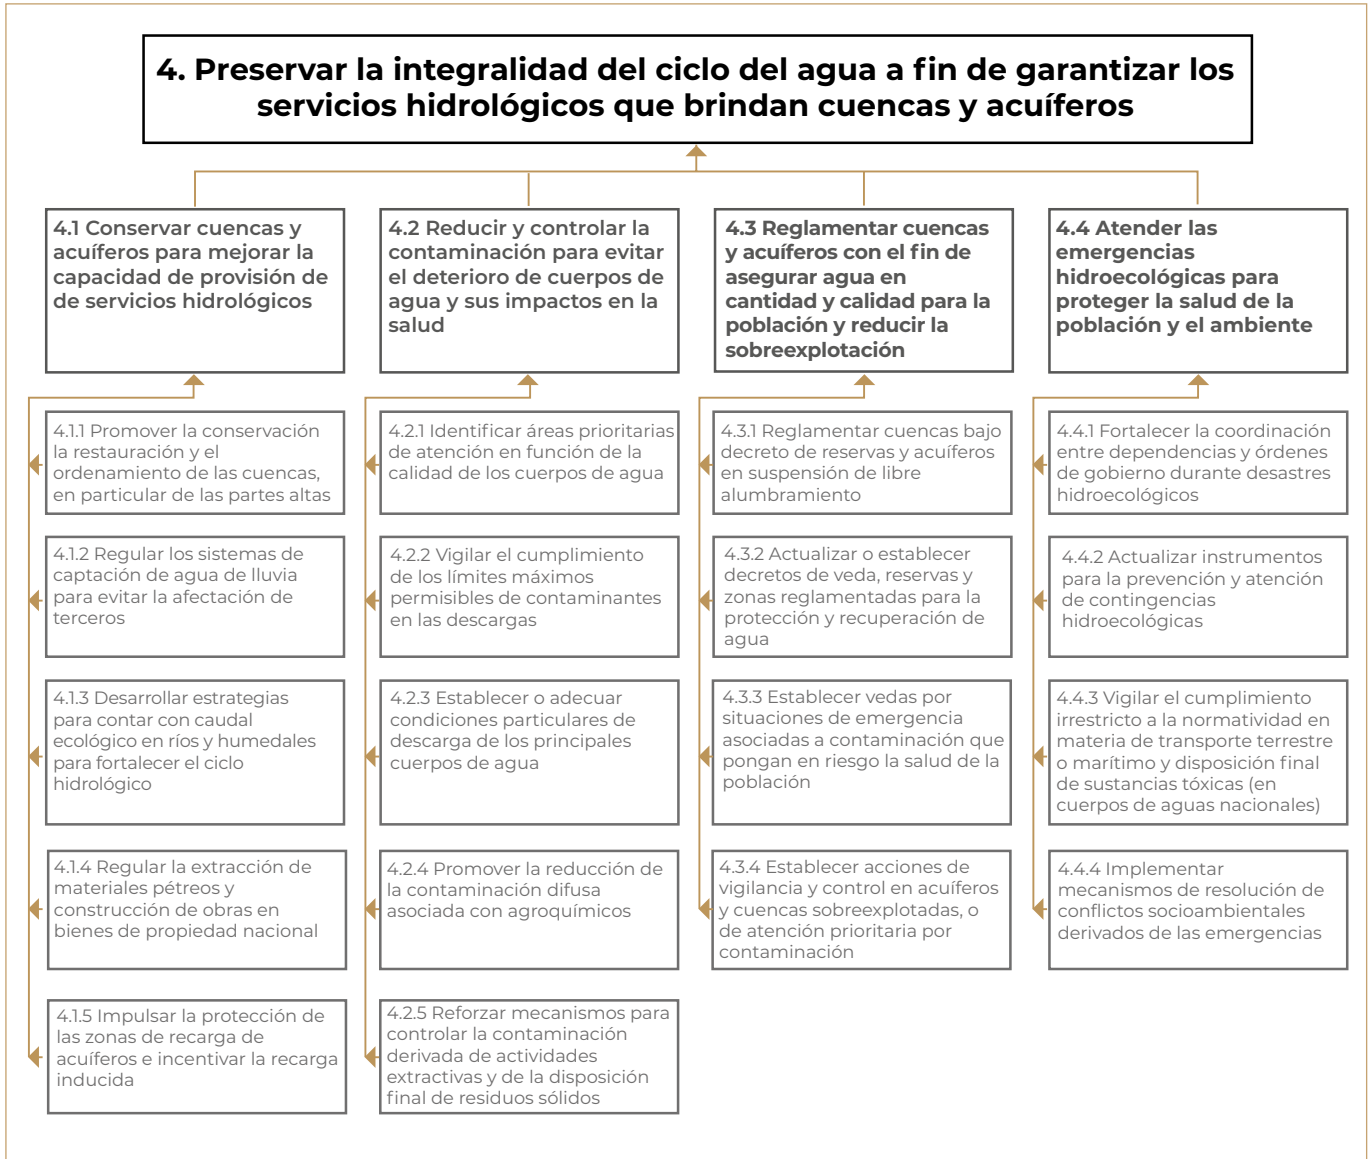 4. Preservar la integralidad del ciclo del agua a fin de garantizar los
servicios hidrológicos que brindan cuencas y acuíferos
4.1 Conservar cuencas y
acuíferos para mejorar la
capacidad de provisión de
de servicios hidrológicos
4.1.1 Promover la conservación
la restauración y el
ordenamiento de las cuencas,
en particular de las partes altas
4.1.2 Regular los sistemas de
captación de agua de lluvia
para evitar la afectación de
terceros
4.1.3 Desarrollar estrategias
para contar con caudal
ecológico en ríos y humedales
para fortalecer el ciclo
hidrológico
4.1.4 Regular la extracción de
materiales pétreos y
construcción de obras en
bienes de propiedad nacional
4.1.5 Impulsar la protección de
las zonas de recarga de
acuíferos e incentivar la recarga
inducida
4.2 Reducir y controlar la
contaminación para evitar
el deterioro de cuerpos de
agua y sus impactos en la
salud
4.2.1 Identificar áreas prioritarias
de atención en función de la
calidad de los cuerpos de agua
4.2.2 Vigilar el cumplimiento
de los límites máximos
permisibles de contaminantes
en las descargas
4.2.3 Establecer o adecuar
condiciones particulares de
descarga de los principales
cuerpos de agua
4.2.4 Promover la reducción de
la contaminación difusa
asociada con agroquímicos
4.2.5 Reforzar mecanismos para
controlar la contaminación
derivada de actividades
extractivas y de la disposición
final de residuos sólidos
4.3 Reglamentar cuencas
y acuíferos con el fin de
asegurar agua en
cantidad y calidad para la
población y reducir la
sobreexplotación
4.3.1 Reglamentar cuencas bajo
decreto de reservas y acuíferos
en suspensión de libre
alumbramiento
4.3.2 Actualizar o establecer
decretos de veda, reservas y
zonas reglamentadas para la
protección y recuperación de
agua
4.3.3 Establecer vedas por
situaciones de emergencia
asociadas a contaminación que
pongan en riesgo la salud de la
población
4.3.4 Establecer acciones de
vigilancia y control en acuíferos
y cuencas sobreexplotadas, o
de atención prioritaria por
contaminación
4.4 Atender las
emergencias
hidroecológicas para
proteger la salud de la
población y el ambiente
4.4.1 Fortalecer la coordinación
entre dependencias y órdenes
de gobierno durante desastres
hidroecológicos
4.4.2 Actualizar instrumentos
para la prevención y atención
de contingencias
hidroecológicas
4.4.3 Vigilar el cumplimiento
irrestricto a la normatividad en
materia de transporte terrestre
o marítimo y disposición final
de sustancias tóxicas (en
cuerpos de aguas nacionales)
4.4.4 Implementar
mecanismos de resolución de
conflictos socioambientales
derivados de las emergencias